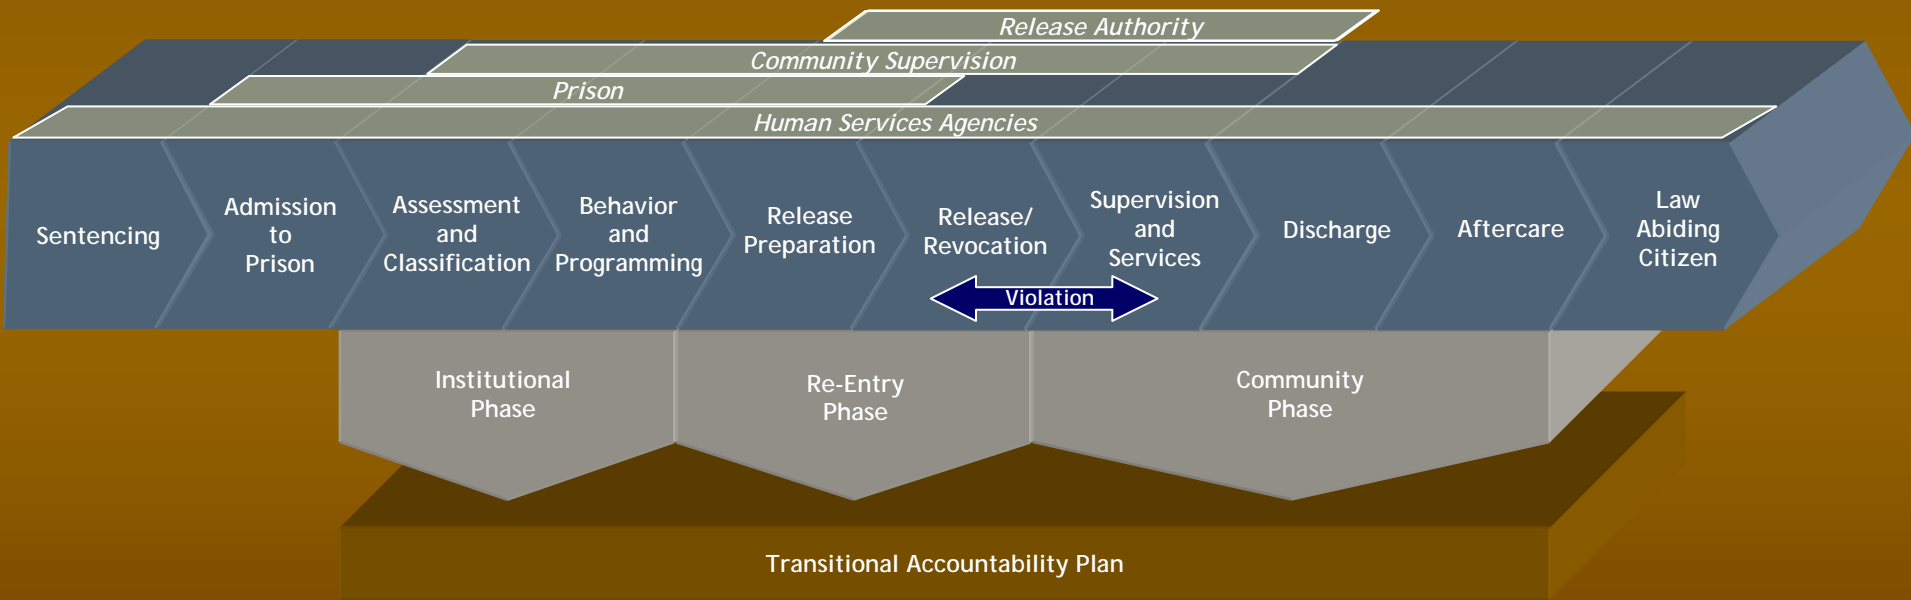 Release Authority
Community Supervision
Prison
Human Services Agencies
Sentencing
Admission
to
Prison
Assessment
and
Classification
Behavior
and
Programming
Release
Preparation
Release/
Revocation
Supervision
and
Services
Discharge
Aftercare
Law
Abiding
Citizen
Violation
Institutional
Phase
Re-Entry
Phase
Community
Phase
Transitional Accountability Plan